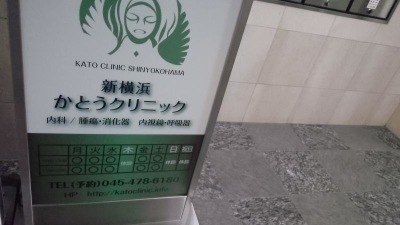 KATO CLINIC SHINYOKOHAMA
新横浜
かとうクリニック
内科 / 腫瘍・消化器 内視鏡・呼吸器
月 火 水 木 金 土 日 祝
TEL(予約)045-478-6180
HP http://katoclinic.info